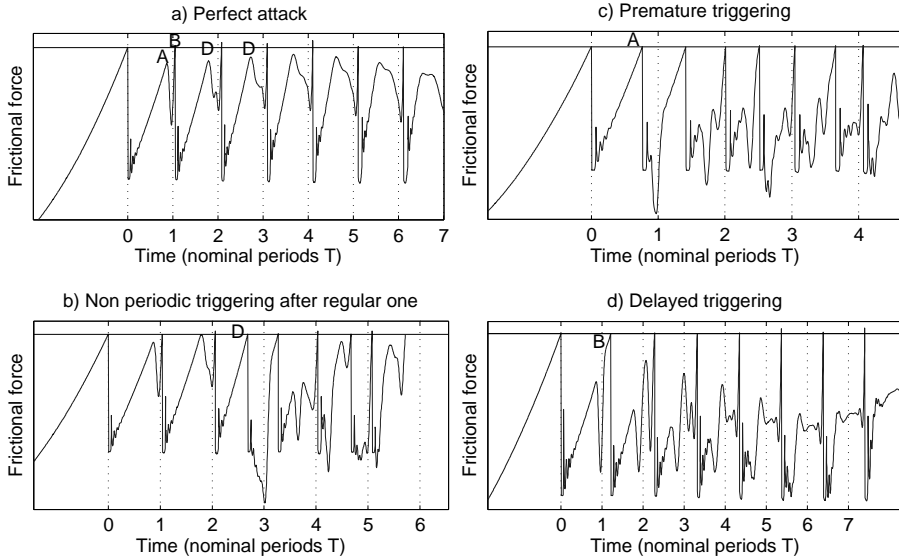 a) Perfect attack
B
A
D
D
Frictional force
0 1 2 3 4 5 6 7
Time (nominal periods T)
c) Premature triggering
A
Frictional force
0 1 2 3 4
Time (nominal periods T)
b) Non periodic triggering after regular one
D
Frictional force
0 1 2 3 4 5 6
Time (nominal periods T)
d) Delayed triggering
B
Frictional force
0 1 2 3 4 5 6 7
Time (nominal periods T)